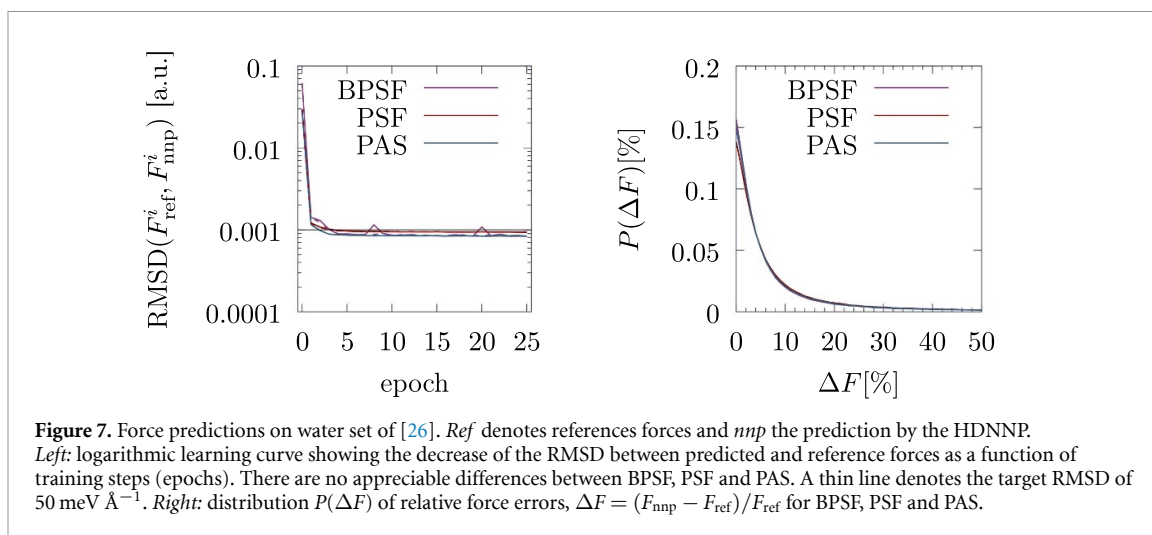 RMSD(F^i_ref, F^i_nnp) [a.u.]
0.1
0.01
0.001
0.0001
BPSF
PSF
PAS
0 5 10 15 20 25
epoch
P(ΔF)[%]
0.2
0.15
0.1
0.05
0
BPSF
PSF
PAS
0 10 20 30 40 50
ΔF[%]
Figure 7. Force predictions on water set of [26]. Ref denotes references forces and nnp the prediction by the HDNNP.
Left: logarithmic learning curve showing the decrease of the RMSD between predicted and reference forces as a function of
training steps (epochs). There are no appreciable differences between BPSF, PSF and PAS. A thin line denotes the target RMSD of
50 meV Å−1. Right: distribution P(ΔF) of relative force errors, ΔF = (Fnnp − Fref)/Fref for BPSF, PSF and PAS.